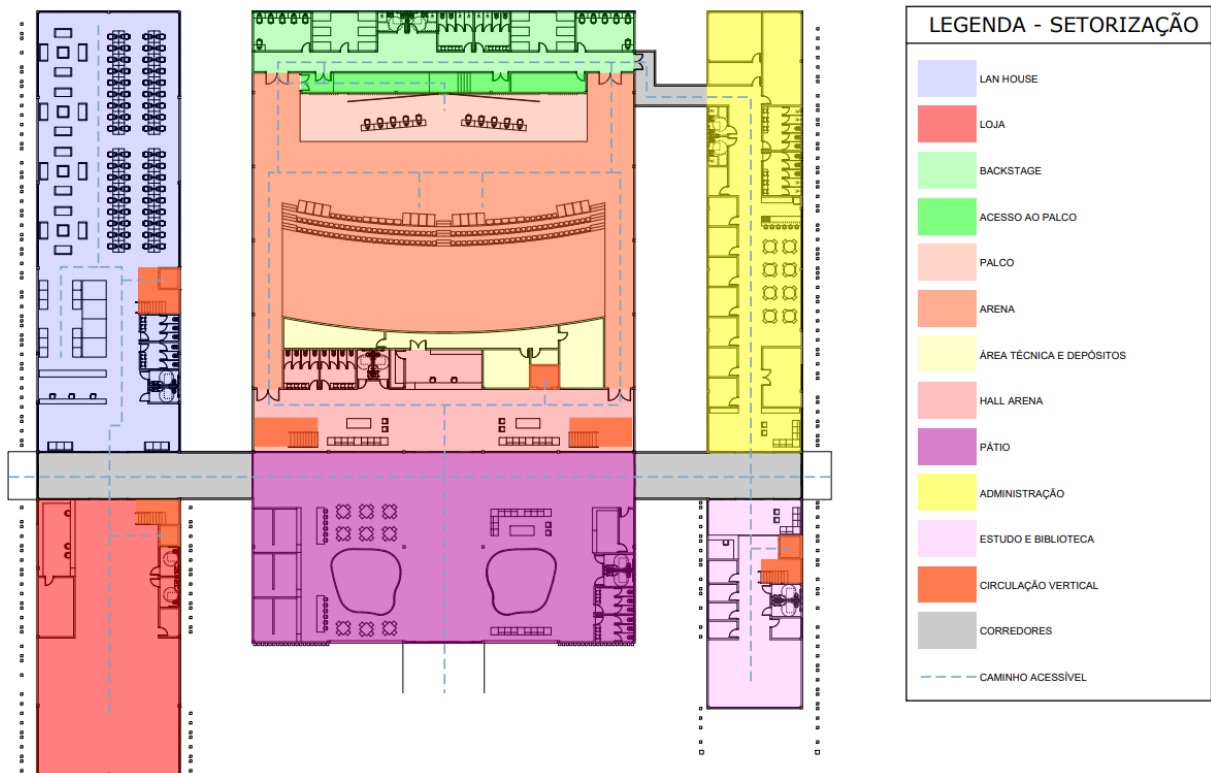 LEGENDA - SETORIZAÇÃO
LAN HOUSE
LOJA
BACKSTAGE
ACESSO AO PALCO
PALCO
ARENA
ÁREA TÉCNICA E DEPÓSITOS
HALL ARENA
PÁTIO
ADMINISTRAÇÃO
ESTUDO E BIBLIOTECA
CIRCULAÇÃO VERTICAL
CORREDORES
CAMINHO ACESSÍVEL